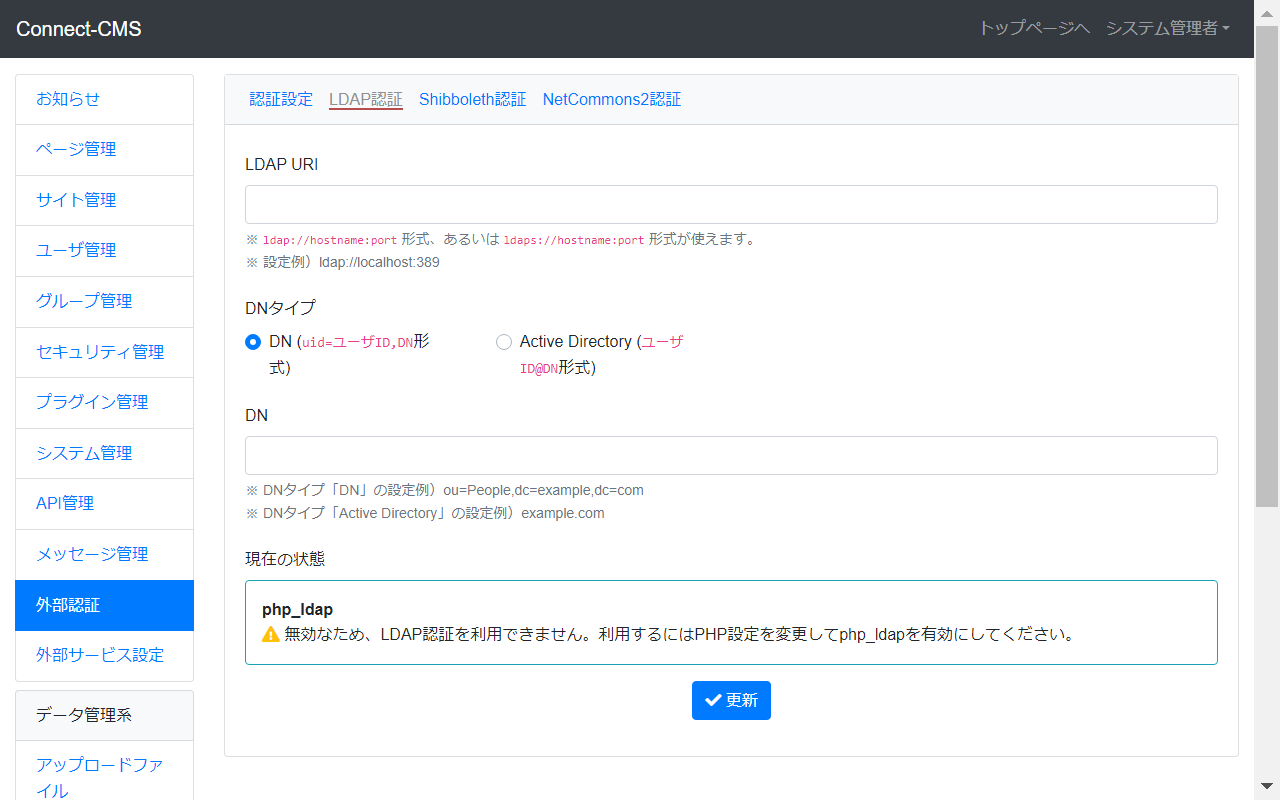 Connect-CMS
トップページへ システム管理者
お知らせ
ページ管理
サイト管理
ユーザ管理
グループ管理
セキュリティ管理
プラグイン管理
システム管理
API管理
メッセージ管理
外部認証
外部サービス設定
データ管理系
アップロードファ
イル
認証設定 LDAP認証 Shibboleth認証 NetCommons2認証
LDAP URI
※ ldap://hostname:port 形式、あるいは ldaps://hostname:port 形式が使えます。
※ 設定例）ldap://localhost:389
DNタイプ
DN (uid=ユーザID,DN形
式)
Active Directory (ユーザ
ID@DN形式)
DN
※ DNタイプ「DN」の設定例）ou=People,dc=example,dc=com
※ DNタイプ「Active Directory」の設定例）example.com
現在の状態
php_ldap
無効なため、LDAP認証を利用できません。利用するにはPHP設定を変更してphp_ldapを有効にしてください。
更新